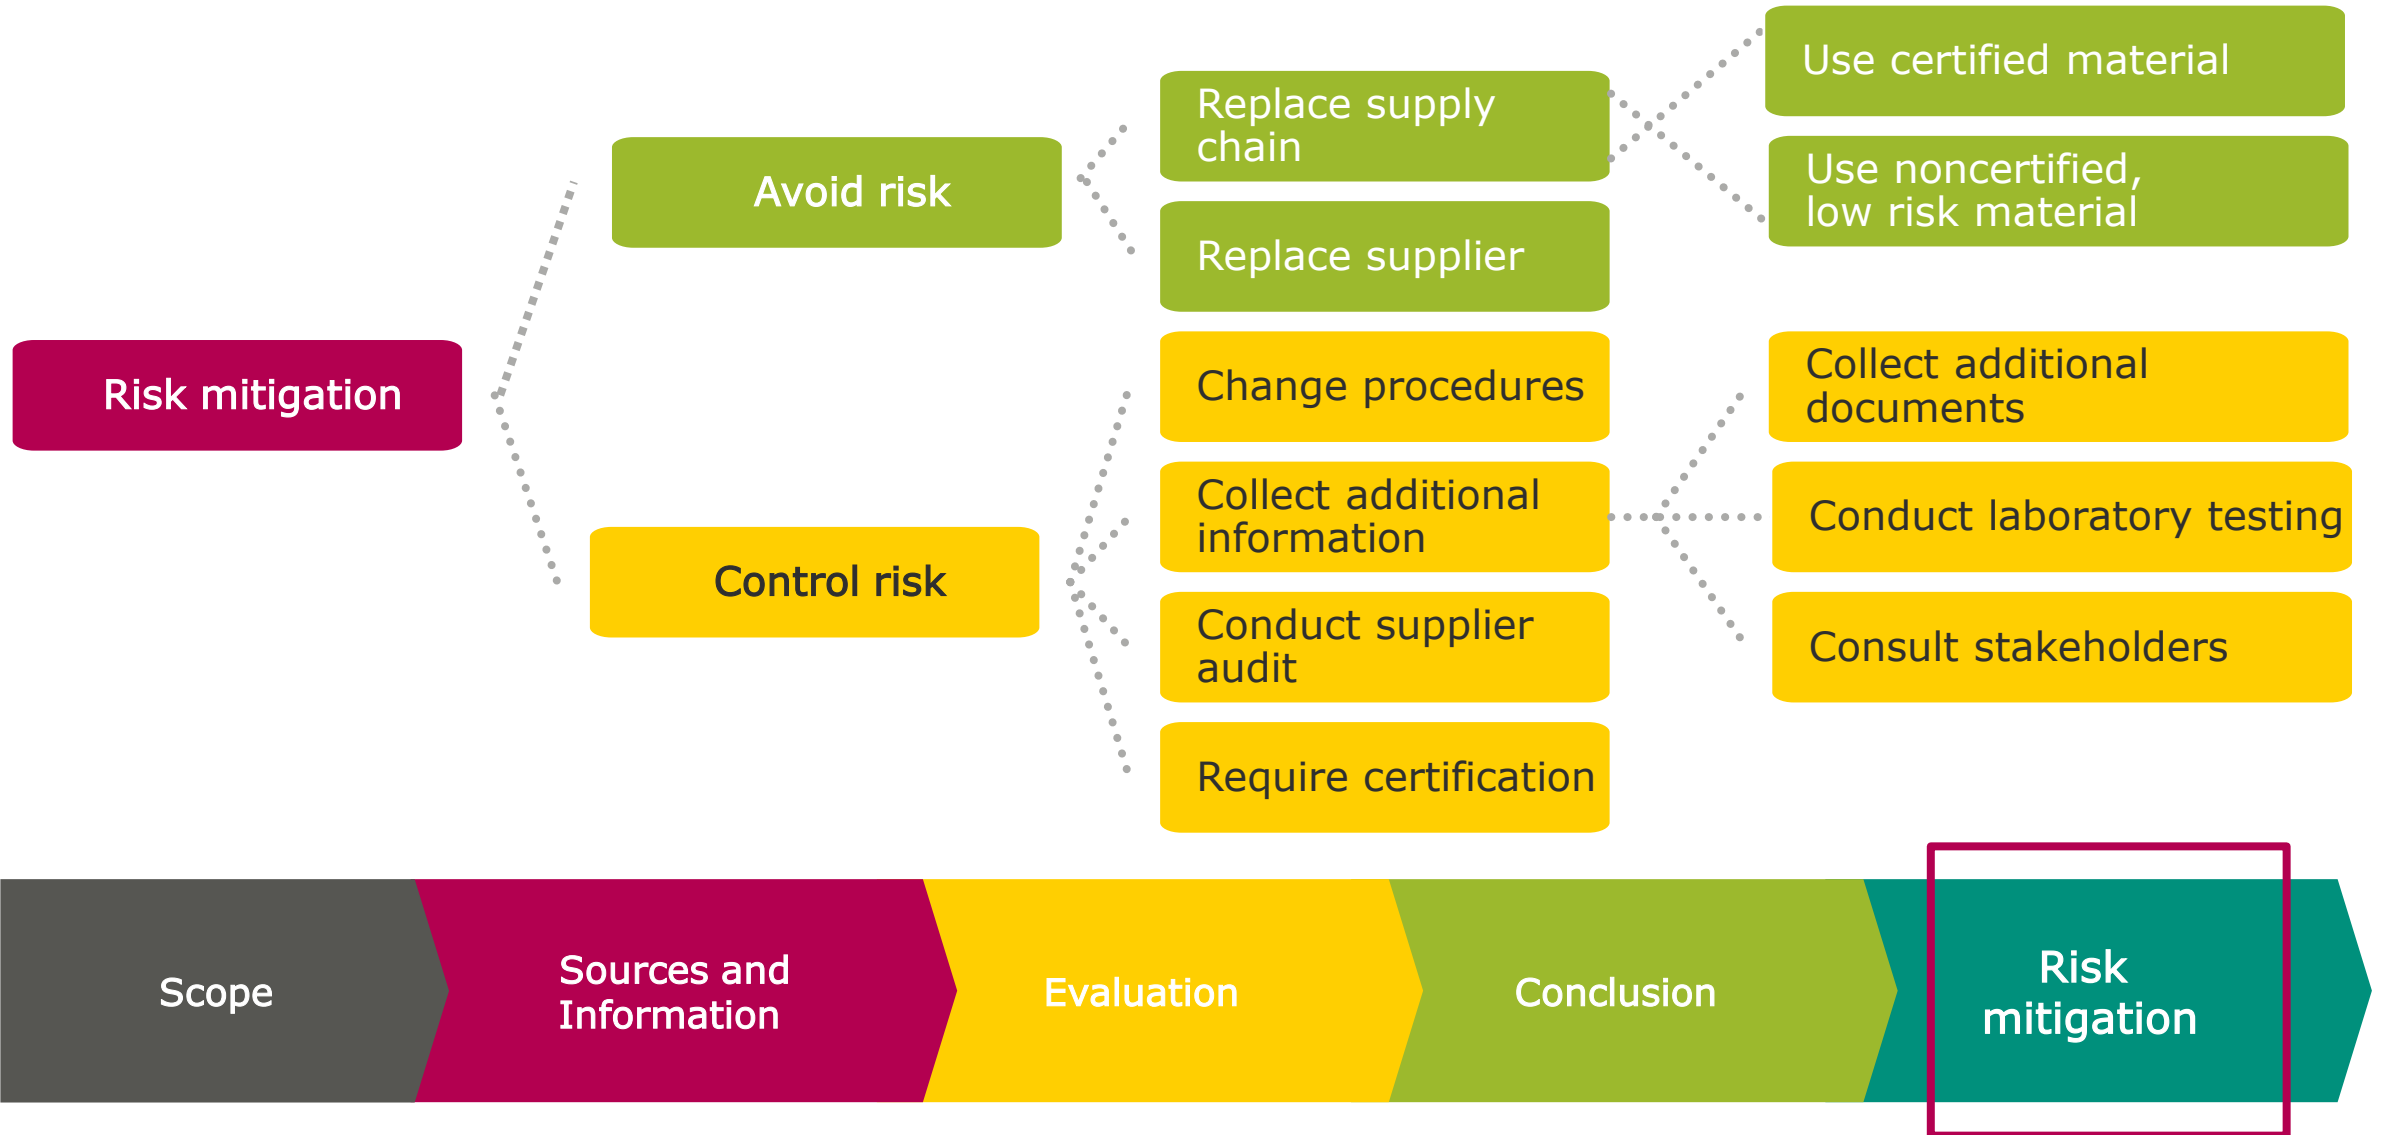 Risk mitigation
Avoid risk
Control risk
Replace supply
chain
Replace supplier
Change procedures
Collect additional
information
Conduct supplier
audit
Require certification
Use certified material
Use noncertified,
low risk material
Collect additional
documents
Conduct laboratory testing
Consult stakeholders
Scope
Sources and
Information
Evaluation
Conclusion
Risk
mitigation